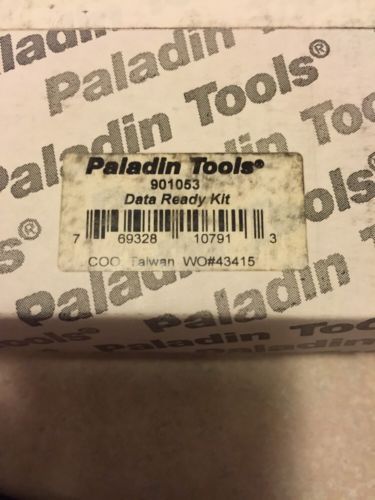 Paladin Tools®
Paladin Tools®
Paladin Tools®
901053
Data Ready Kit
7 69328 10791 3
COO Taiwan WO#43415
Paladin Tools
Paladin Tools®